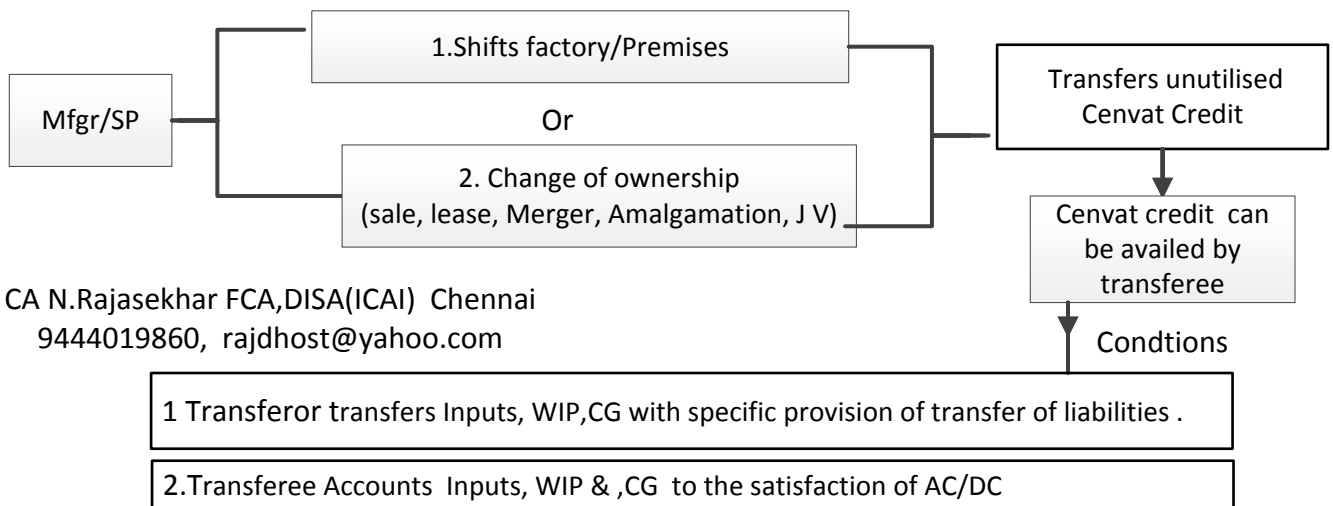 1.Shifts factory/Premises
Mfgr/SP
Or
2. Change of ownership
(sale, lease, Merger, Amalgamation, J V)
Transfers unutilised
Cenvat Credit
Cenvat credit can
be availed by
transferee
CA N.Rajasekhar FCA,DISA(ICAI) Chennai
9444019860, rajdhost@yahoo.com
Condtions
1 Transferor transfers Inputs, WIP,CG with specific provision of transfer of liabilities .
2.Transferee Accounts Inputs, WIP & ,CG to the satisfaction of AC/DC